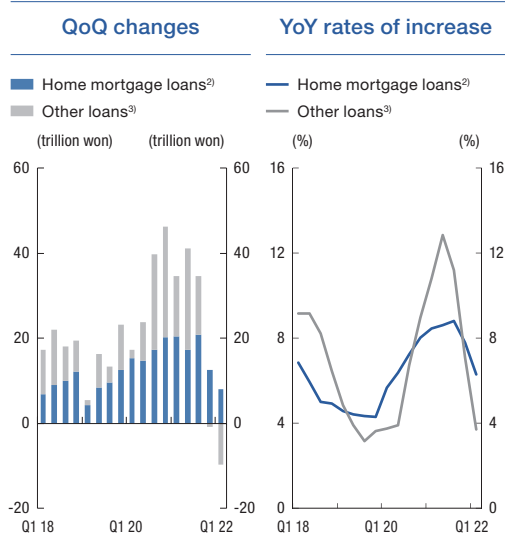 QoQ changes
Home mortgage loans2)
Other loans3)
(trillion won) (trillion won)
60 60
40 40
20 20
0 0
-20 -20
Q1 18 Q1 20 Q1 22
YoY rates of increase
Home mortgage loans2)
Other loans3)
(%) (%)
16 16
12 12
8 8
4 4
0 0
Q1 18 Q1 20 Q1 22